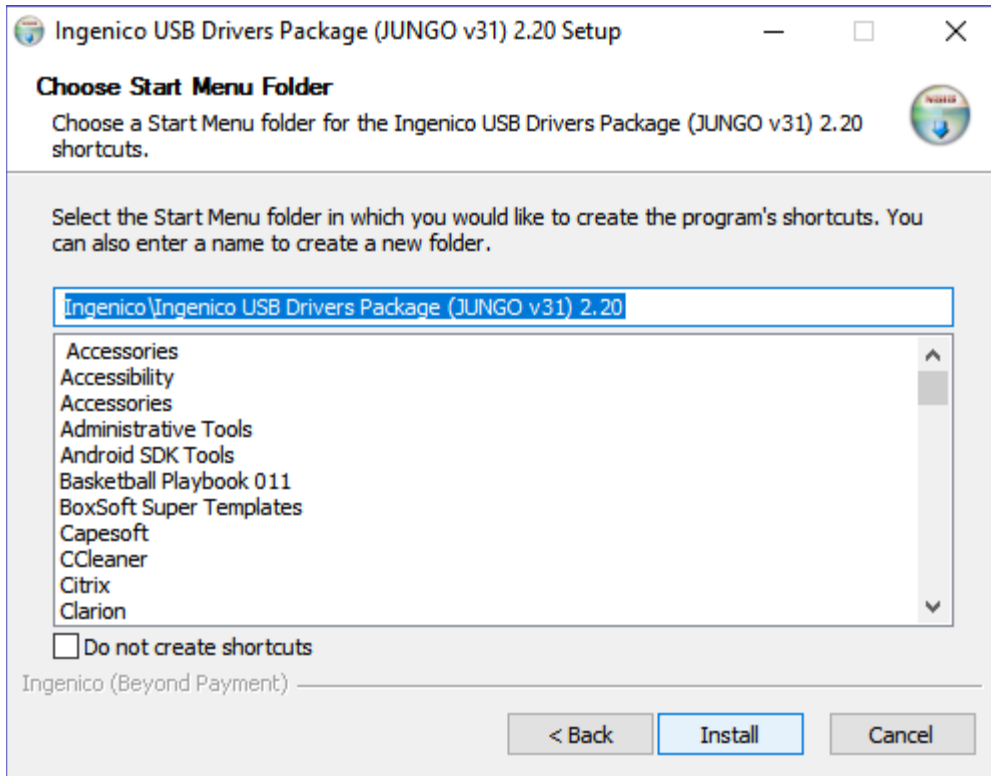 Ingenico USB Drivers Package (JUNGO v31) 2.20 Setup
Choose Start Menu Folder
Choose a Start Menu folder for the Ingenico USB Drivers Package (JUNGO v31) 2.20
shortcuts.
Select the Start Menu folder in which you would like to create the program's shortcuts. You
can also enter a name to create a new folder.
Ingenico\Ingenico USB Drivers Package (JUNGO v31) 2.20
Accessories
Accessibility
Accessories
Administrative Tools
Android SDK Tools
Basketball Playbook 011
BoxSoft Super Templates
Capesoft
CCleaner
Citrix
Clarion
Do not create shortcuts
Ingenico (Beyond Payment)
< Back
Install
Cancel